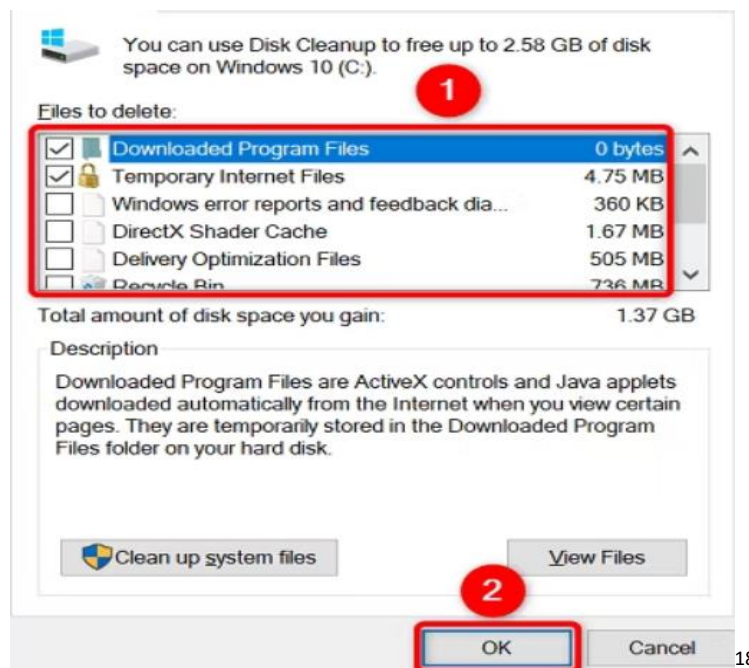 You can use Disk Cleanup to free up to 2.58 GB of disk
space on Windows 10 (C:).
1
Files to delete:
Downloaded Program Files 0 bytes
Temporary Internet Files 4.75 MB
Windows error reports and feedback dia... 360 KB
DirectX Shader Cache 1.67 MB
Delivery Optimization Files 505 MB
Recycle Bin 736 MB
Total amount of disk space you gain: 1.37 GB
Description
Downloaded Program Files are ActiveX controls and Java applets
downloaded automatically from the Internet when you view certain
pages. They are temporarily stored in the Downloaded Program
Files folder on your hard disk.
Clean up system files View Files
2
OK Cancel
18